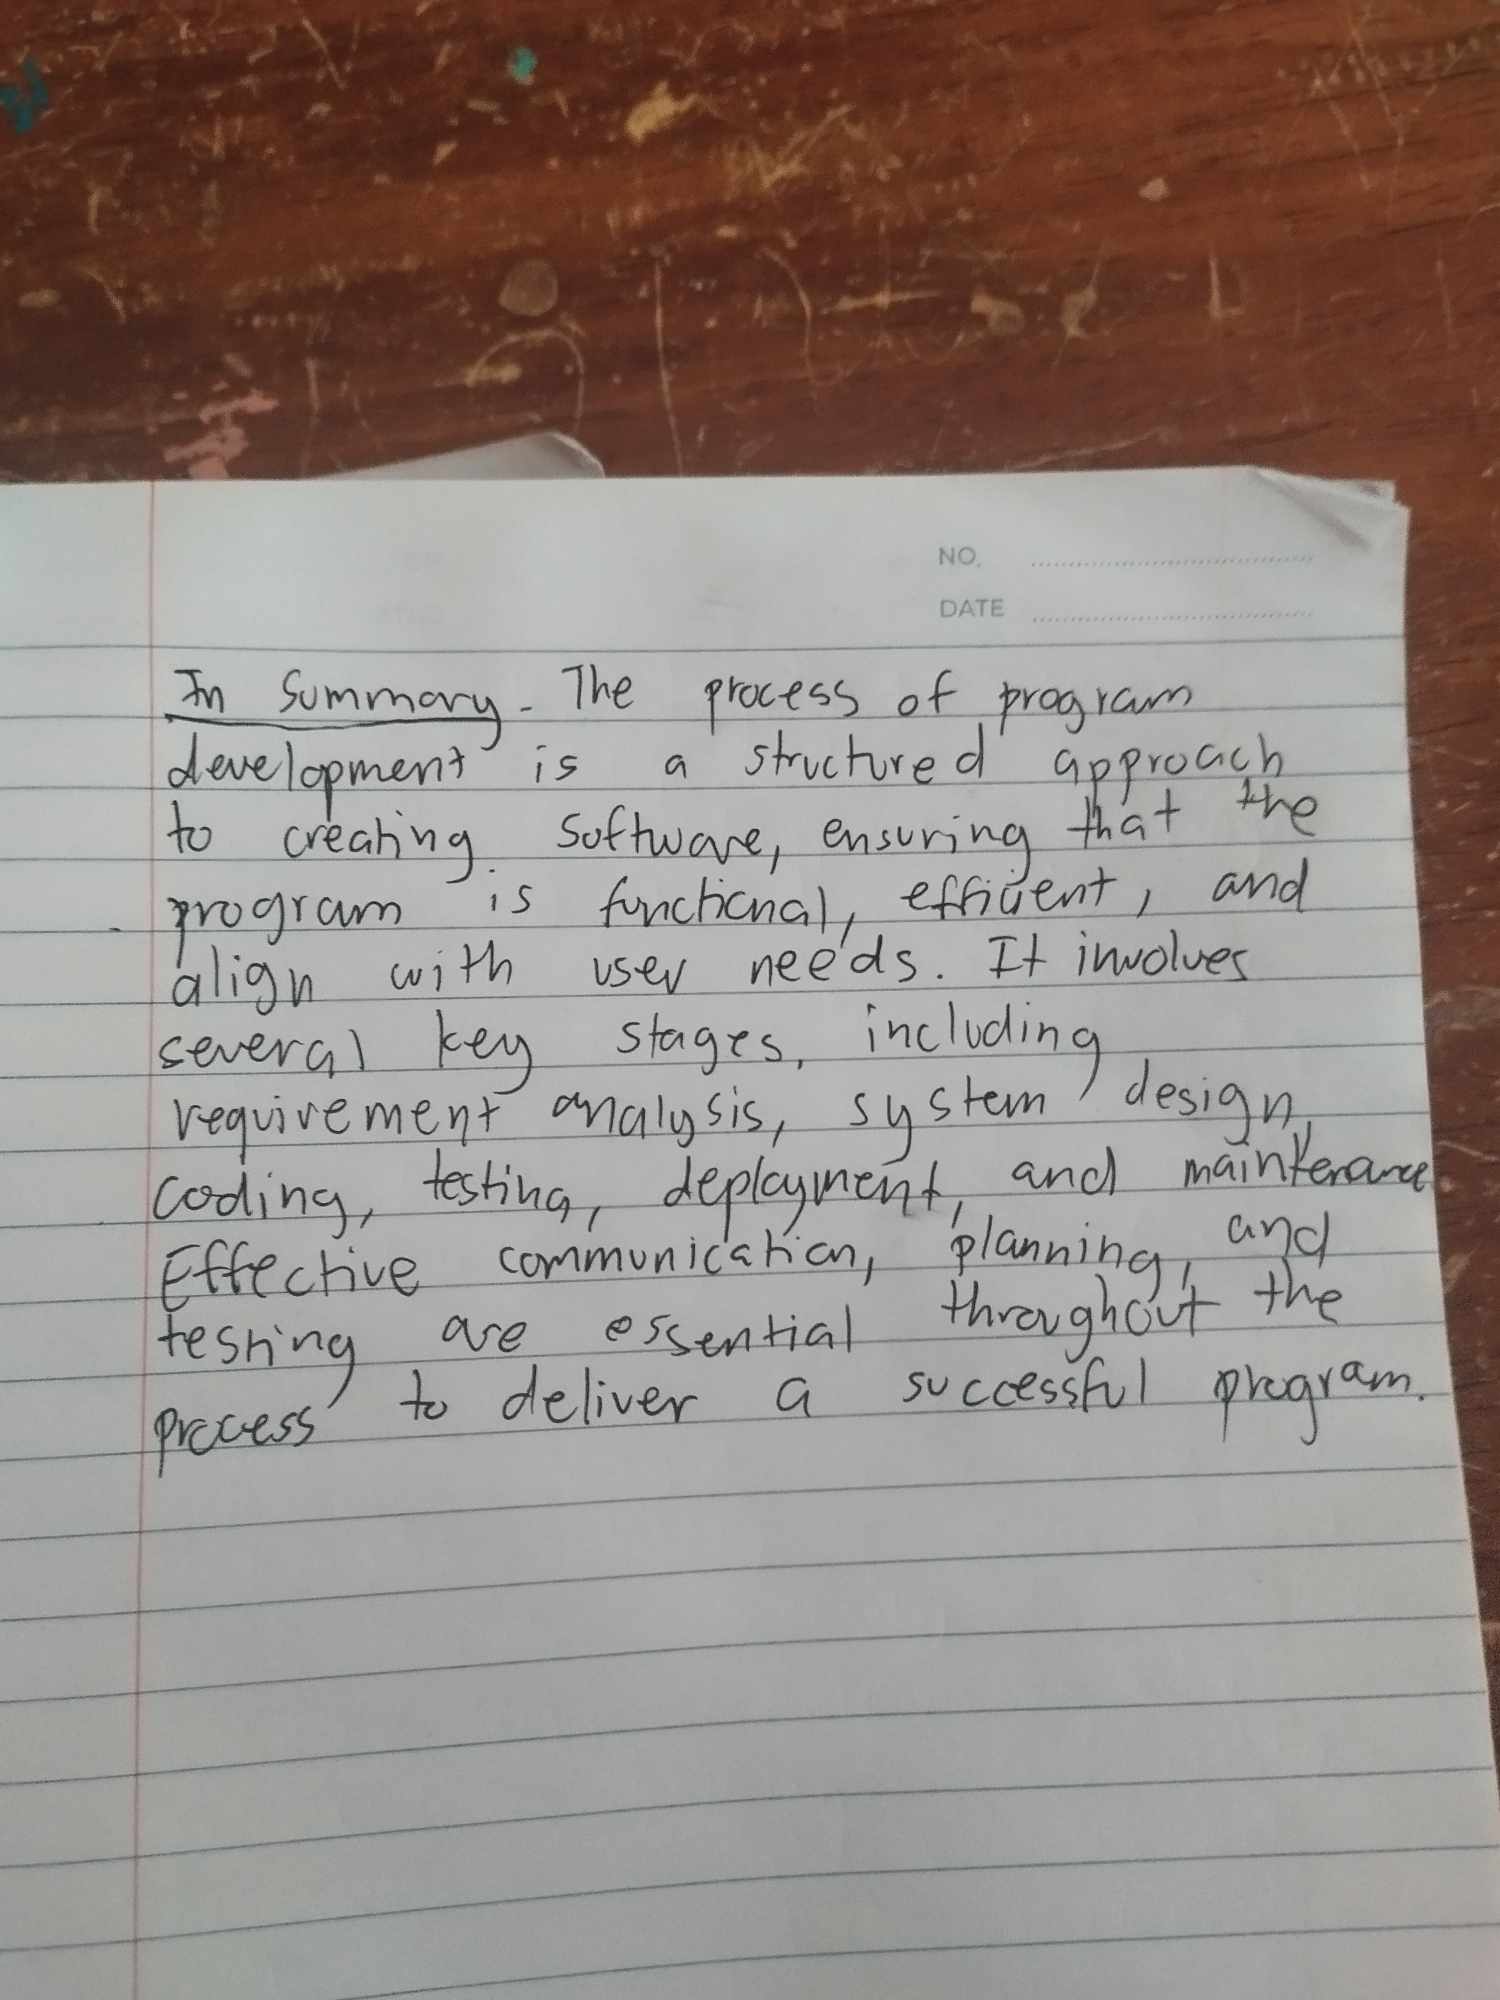 NO.
DATE
In Summary - The process of program
development is a structured approach
to creating software, ensuring that the
program is functional, efficient, and
align with user needs. It involves
several key stages, including
requirement analysis, system design,
coding, testing, deployment, and maintenance.
Effective communication, planning, and
testing are essential throughout the
process to deliver a successful program.